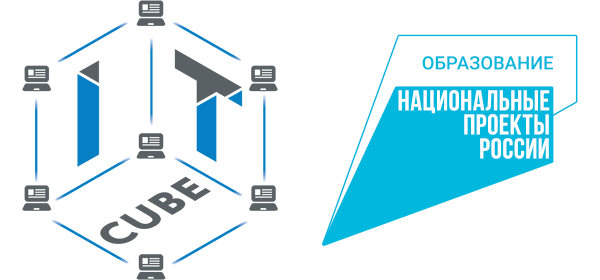 IT
CUBE
ОБРАЗОВАНИЕ
НАЦИОНАЛЬНЫЕ
ПРОЕКТЫ
РОССИИ